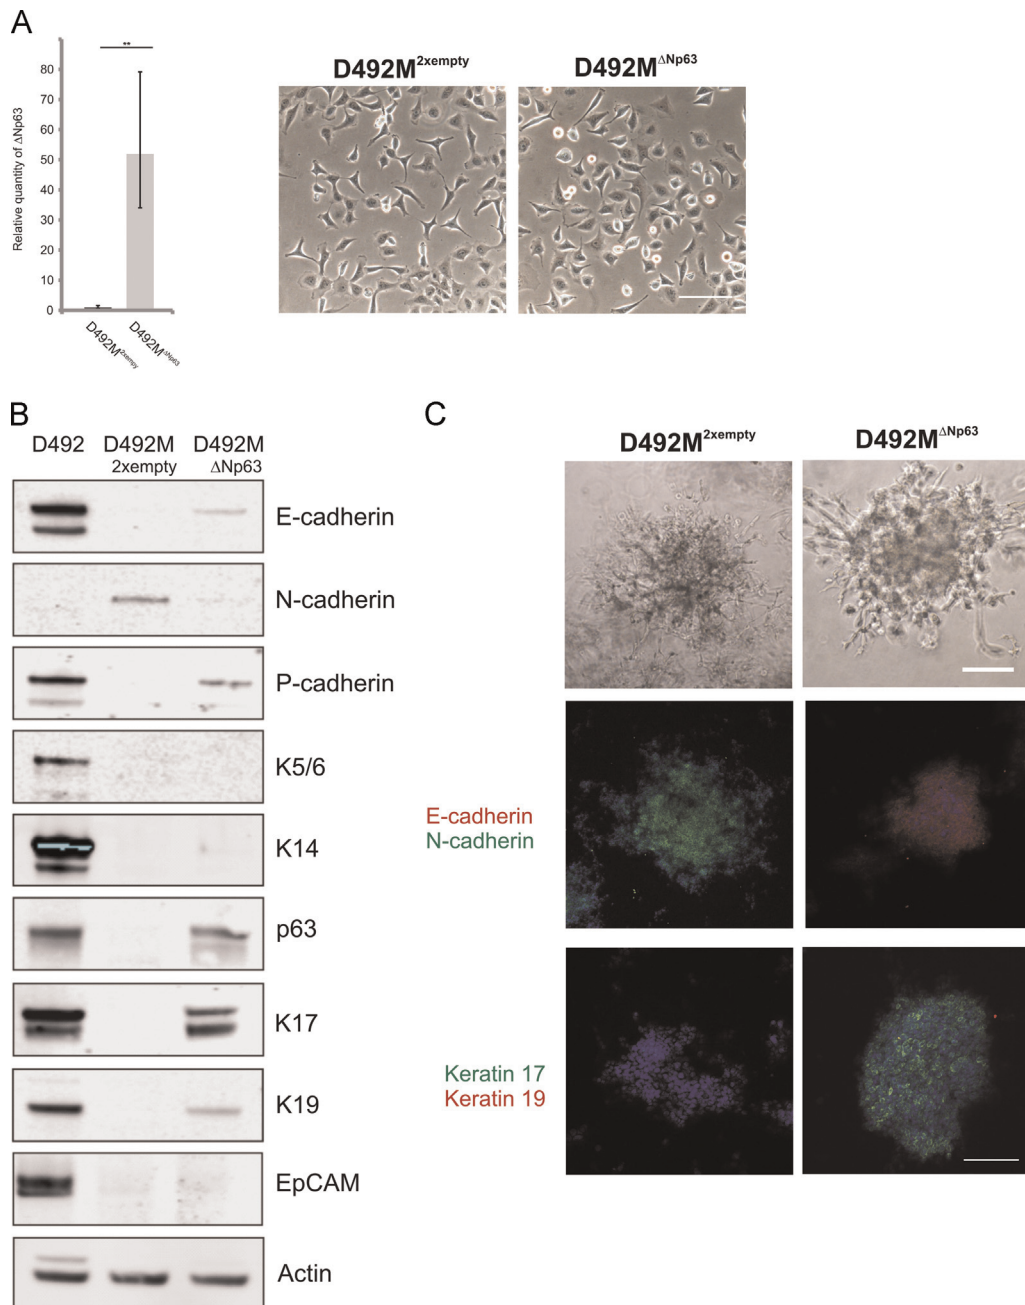 A
**
80
70
60
50
40
30
20
10
0
Relative quantity of ΔNp63
D492M2xempy
D492MΔNp63
D492M2xempty
D492MΔNp63
B
D492
D492M
2xempty
D492M
ΔNp63
E-cadherin
N-cadherin
P-cadherin
K5/6
K14
p63
K17
K19
EpCAM
Actin
C
D492M2xempty
D492MΔNp63
E-cadherin
N-cadherin
Keratin 17
Keratin 19